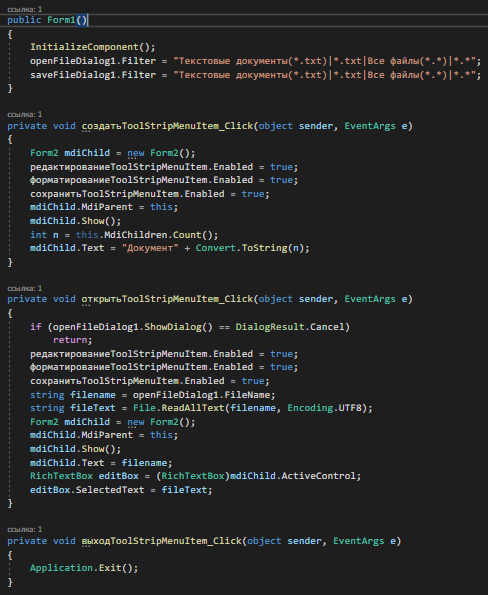 ссылка: 1
public Form1()
{
InitializeComponent();
openFileDialog1.Filter = "Текстовые документы(*.txt)|*.txt|Все файлы(*.*)|*.*";
saveFileDialog1.Filter = "Текстовые документы(*.txt)|*.txt|Все файлы(*.*)|*.*";
}
ссылка: 1
private void создатьToolStripMenuItem_Click(object sender, EventArgs e)
{
Form2 mdiChild = new Form2();
редактированиеToolStripMenuItem.Enabled = true;
форматированиеToolStripMenuItem.Enabled = true;
сохранитьToolStripMenuItem.Enabled = true;
mdiChild.MdiParent = this;
mdiChild.Show();
int n = this.MdiChildren.Count();
mdiChild.Text = "Документ" + Convert.ToString(n);
}
ссылка: 1
private void открытьToolStripMenuItem_Click(object sender, EventArgs e)
{
if (openFileDialog1.ShowDialog() == DialogResult.Cancel)
return;
редактированиеToolStripMenuItem.Enabled = true;
форматированиеToolStripMenuItem.Enabled = true;
сохранитьToolStripMenuItem.Enabled = true;
string filename = openFileDialog1.FileName;
string fileText = File.ReadAllText(filename, Encoding.UTF8);
Form2 mdiChild = new Form2();
mdiChild.MdiParent = this;
mdiChild.Show();
mdiChild.Text = filename;
RichTextBox editBox = (RichTextBox)mdiChild.ActiveControl;
editBox.SelectedText = fileText;
}
ссылка: 1
private void выходToolStripMenuItem_Click(object sender, EventArgs e)
{
Application.Exit();
}